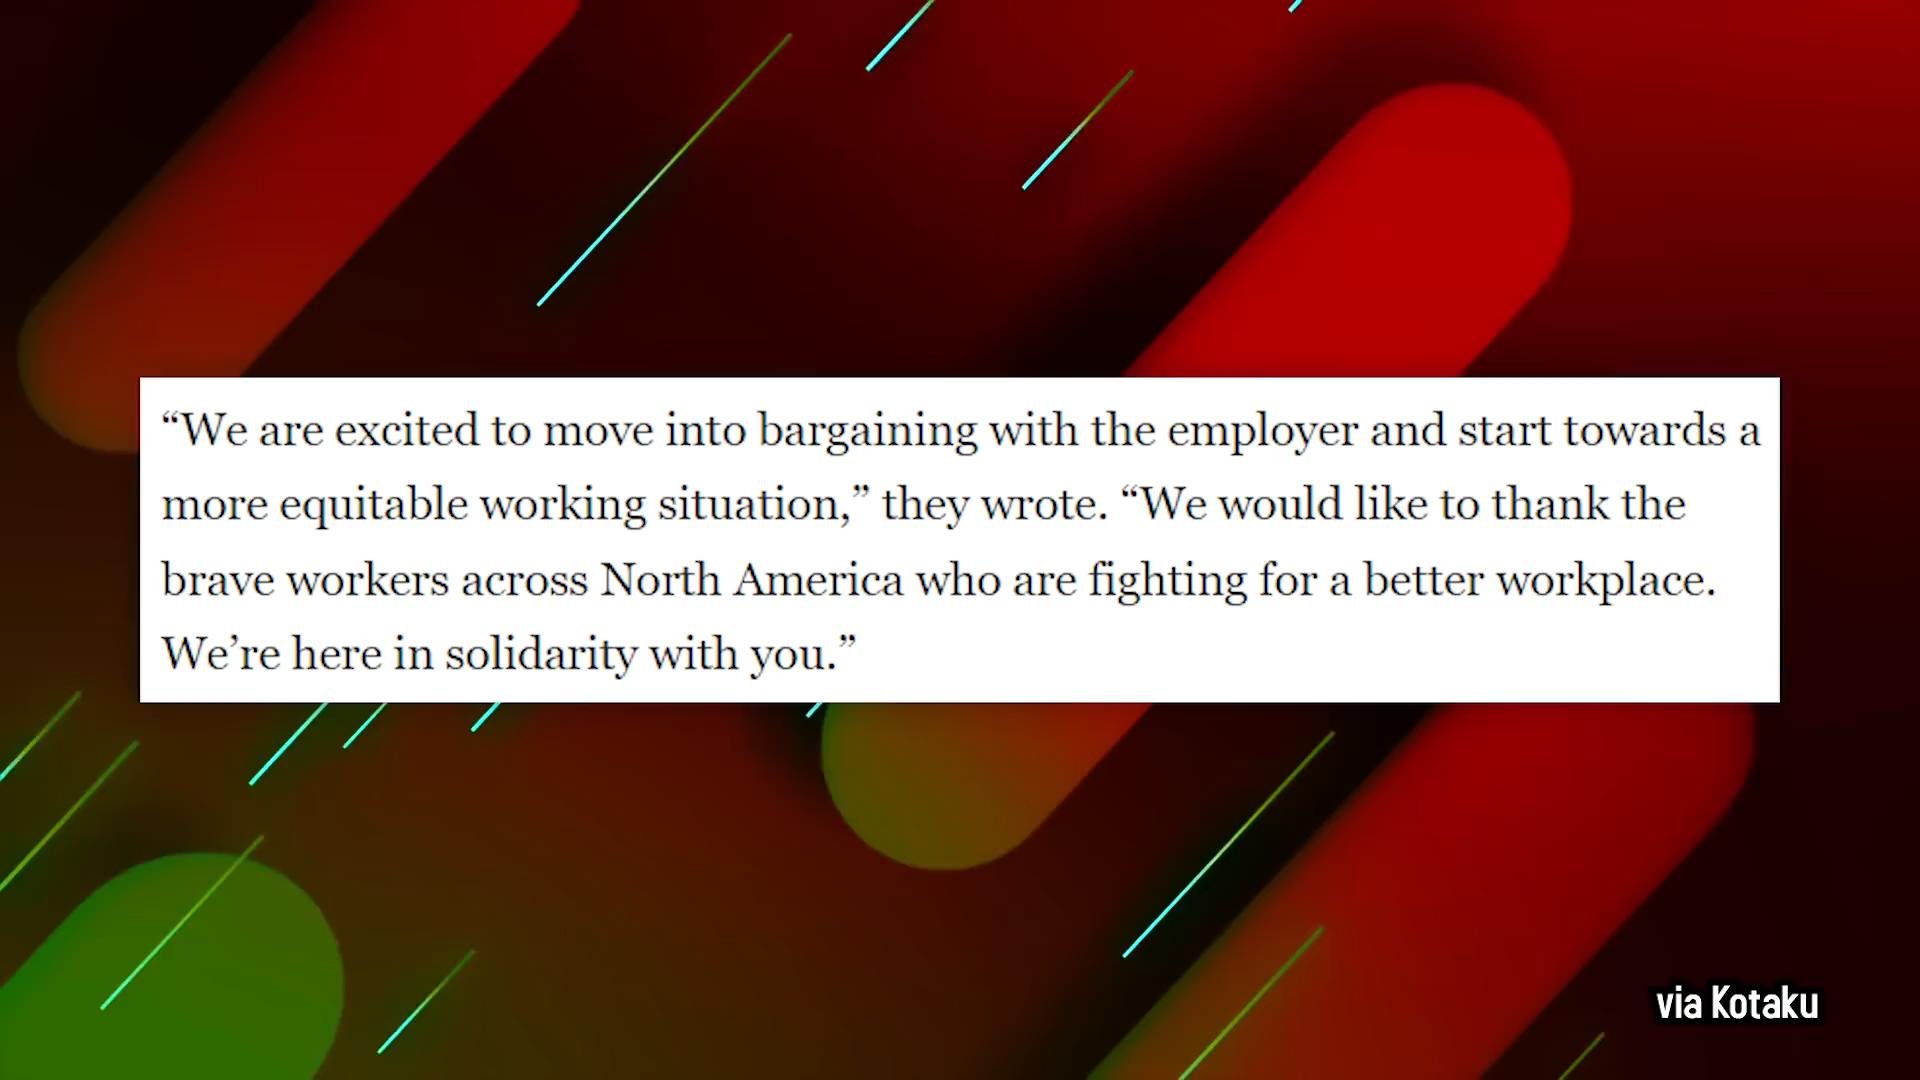 “We are excited to move into bargaining with the employer and start towards a
more equitable working situation,” they wrote. “We would like to thank the
brave workers across North America who are fighting for a better workplace.
We’re here in solidarity with you.”
via Kotaku